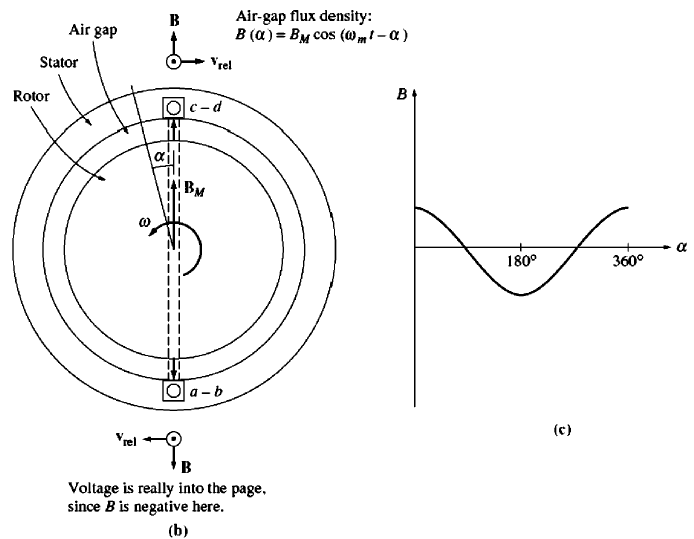 Air-gap flux density:
B (α) = B_M cos (ω_m t – α)
B
v_rel
Air gap
Stator
Rotor
c – d
α
B_M
ω
a – b
v_rel
B
Voltage is really into the page,
since B is negative here.
(b)
B
180°
360°
α
(c)